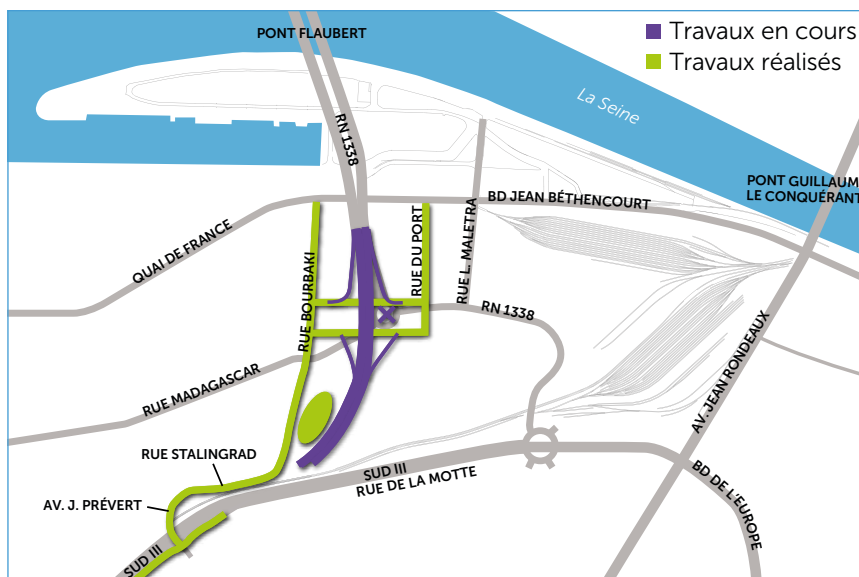 PONT FLAUBERT
Travaux en cours
Travaux réalisés
La Seine
RN 1338
PONT GUILLAUM
LE CONQUÉRANT
BD JEAN BÉTHENCOURT
QUAI DE FRANCE
RUE BOURBAKI
RUE DU PORT
RUE L. MALETRA
RN 1338
RUE MADAGASCAR
AV. JEAN RONDEAUX
RUE STALINGRAD
SUD III
RUE DE LA MOTTE
BD DE L'EUROPE
AV. J. PRÉVERT
SUD III